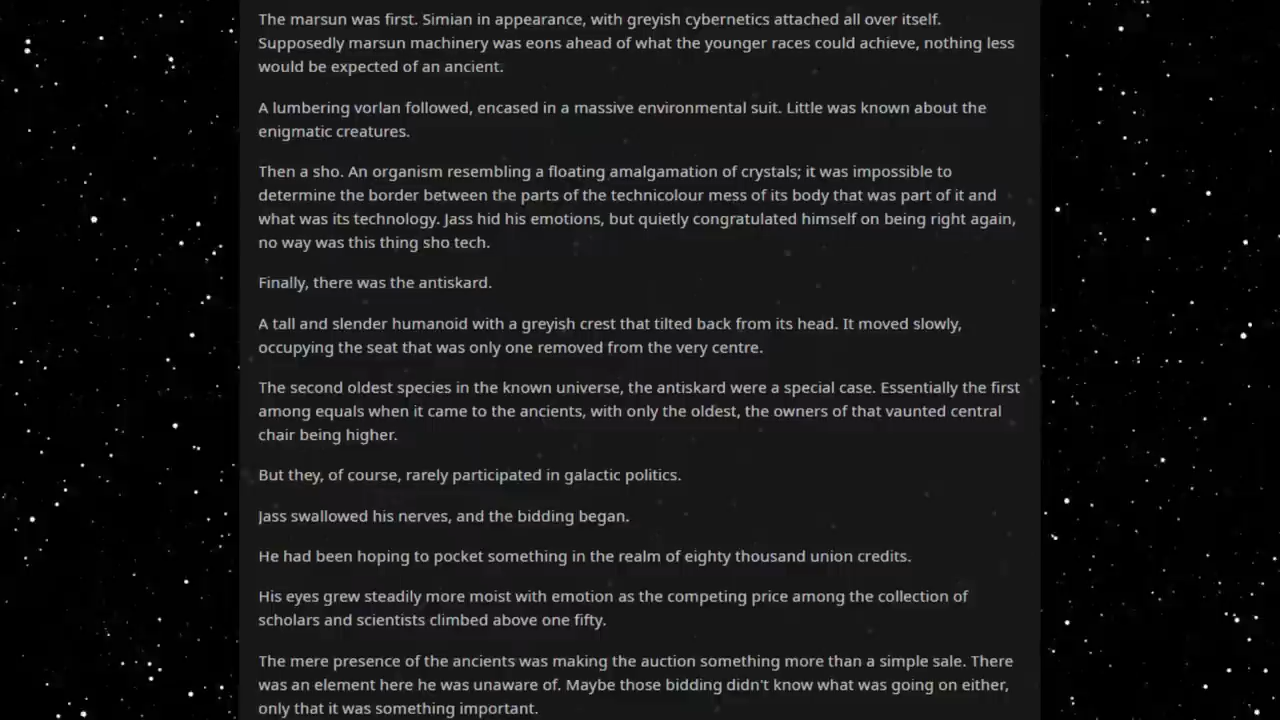 The marsun was first. Simian in appearance, with greyish cybernetics attached all over itself.
Supposedly marsun machinery was eons ahead of what the younger races could achieve, nothing less
would be expected of an ancient.
A lumbering vorlan followed, encased in a massive environmental suit. Little was known about the
enigmatic creatures.
Then a sho. An organism resembling a floating amalgamation of crystals; it was impossible to
determine the border between the parts of the technicolour mess of its body that was part of it and
what was its technology. Jass hid his emotions, but quietly congratulated himself on being right again,
no way was this thing sho tech.
Finally, there was the antiskard.
A tall and slender humanoid with a greyish crest that tilted back from its head. It moved slowly,
occupying the seat that was only one removed from the very centre.
The second oldest species in the known universe, the antiskard were a special case. Essentially the first
among equals when it came to the ancients, with only the oldest, the owners of that vaunted central
chair being higher.
But they, of course, rarely participated in galactic politics.
Jass swallowed his nerves, and the bidding began.
He had been hoping to pocket something in the realm of eighty thousand union credits.
His eyes grew steadily more moist with emotion as the competing price among the collection of
scholars and scientists climbed above one fifty.
The mere presence of the ancients was making the auction something more than a simple sale. There
was an element here he was unaware of. Maybe those bidding didn't know what was going on either,
only that it was something important.